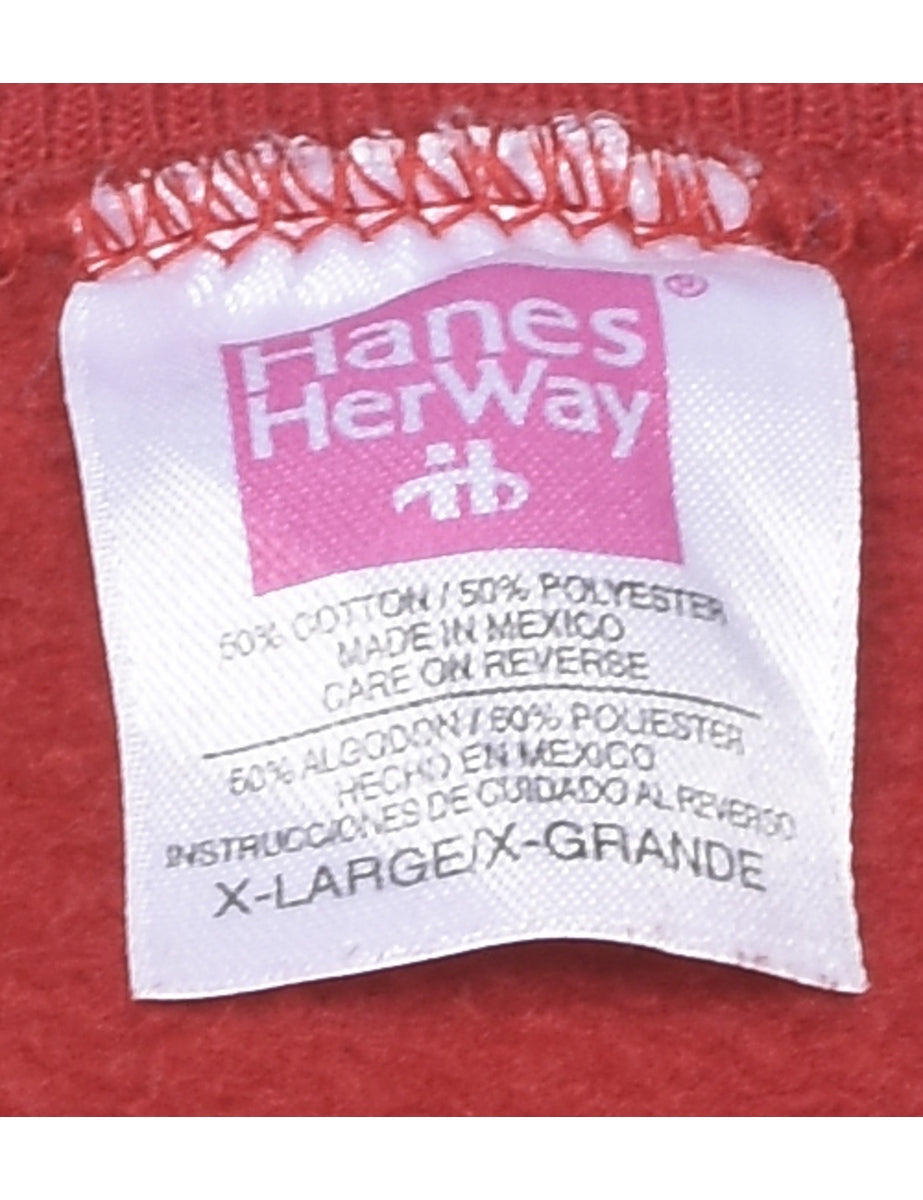 Hanes
HerWay
®
50% COTTON / 50% POLYESTER
MADE IN MEXICO
CARE ON REVERSE
50% ALGODON / 50% POLIESTER
HECHO EN MEXICO
INSTRUCCIONES DE CUIDADO AL REVERSO
X-LARGE/X-GRANDE